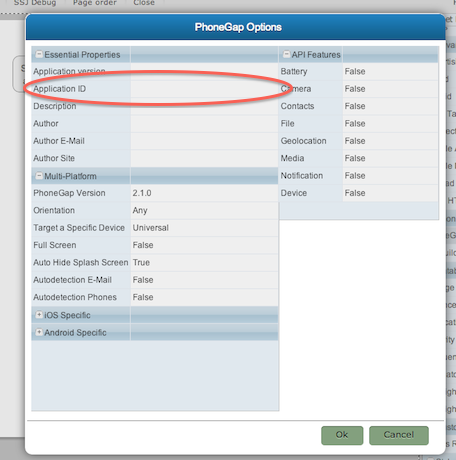 SSJ Debug Page order Close
PhoneGap Options
Essential Properties
Application version
Application ID
Description
Author
Author E-Mail
Author Site
Multi-Platform
PhoneGap Version 2.1.0
Orientation Any
Target a Specific Device Universal
Full Screen False
Auto Hide Splash Screen True
Autodetection E-Mail False
Autodetection Phones False
iOS Specific
Android Specific
API Features
Battery False
Camera False
Contacts False
File False
Geolocation False
Media False
Notification False
Device False
Ok Cancel